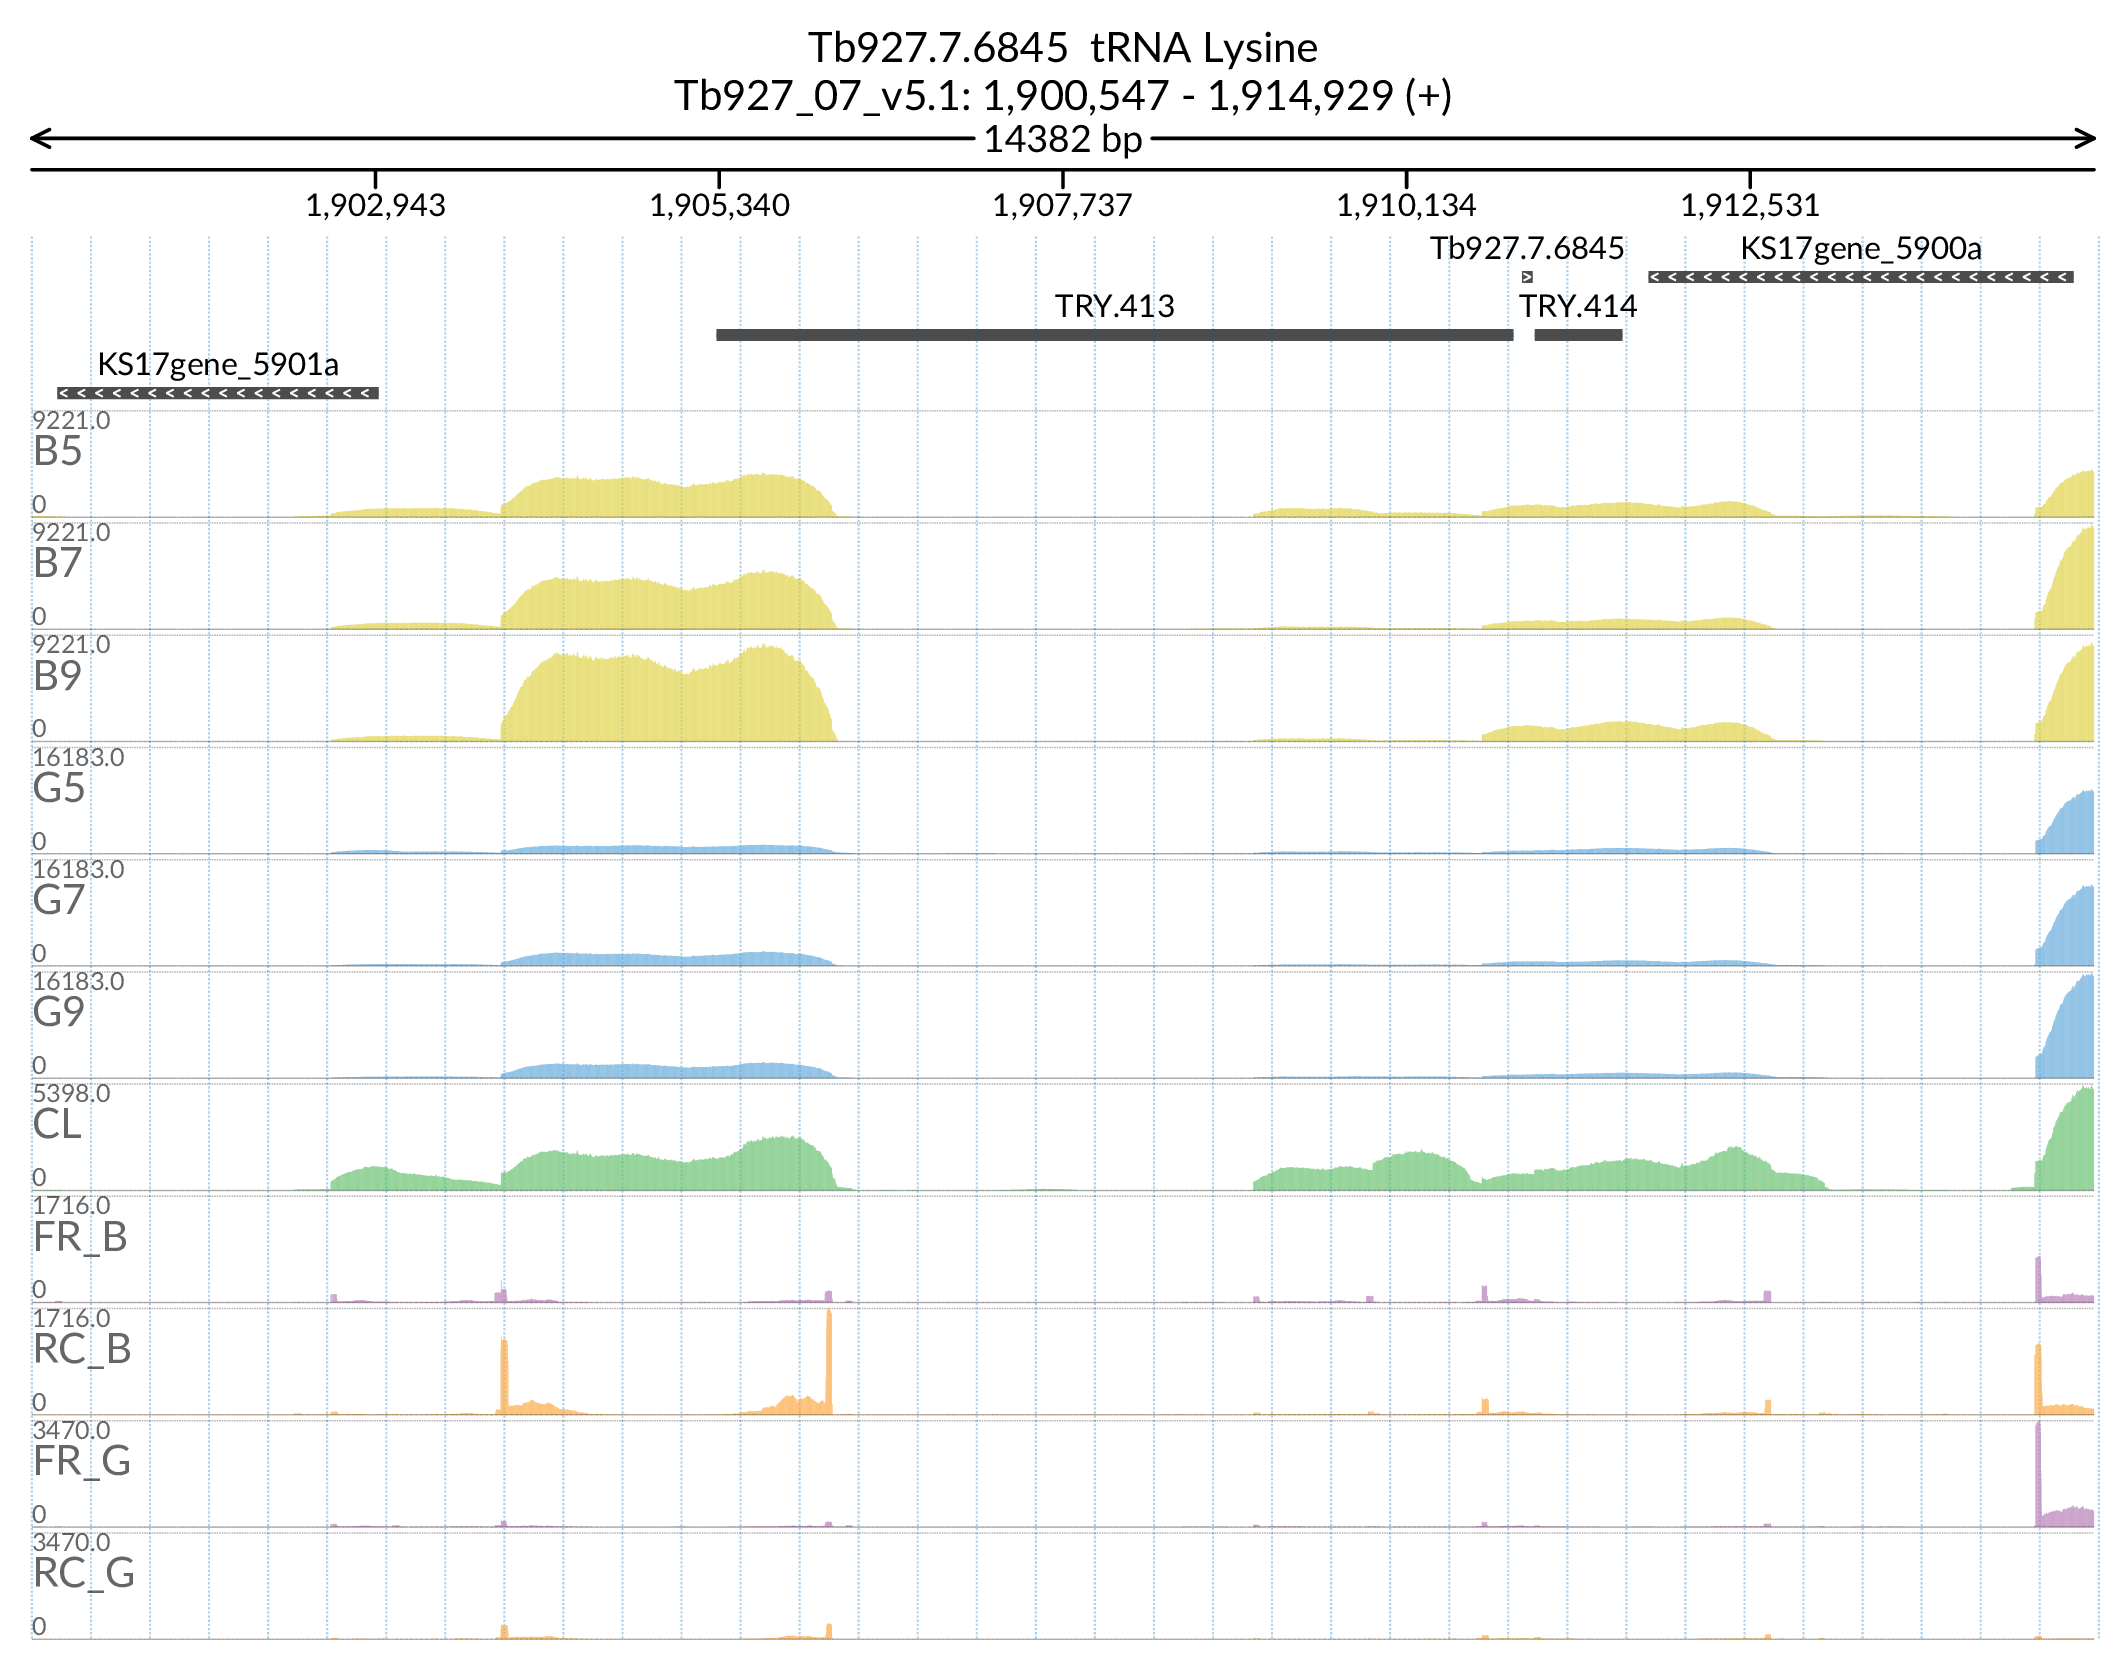 Tb927.7.6845  tRNA Lysine
Tb927_07_v5.1: 1,900,547 - 1,914,929 (+)
14382 bp
1,902,943 1,905,340 1,907,737 1,910,134 1,912,531
Tb927.7.6845 KS17gene_5900a
TRY.413 TRY.414
KS17gene_5901a
9221.0
B5
0
9221.0
B7
0
9221.0
B9
0
16183.0
G5
0
16183.0
G7
0
16183.0
G9
0
5398.0
CL
0
1716.0
FR_B
0
1716.0
RC_B
0
3470.0
FR_G
0
3470.0
RC_G
0